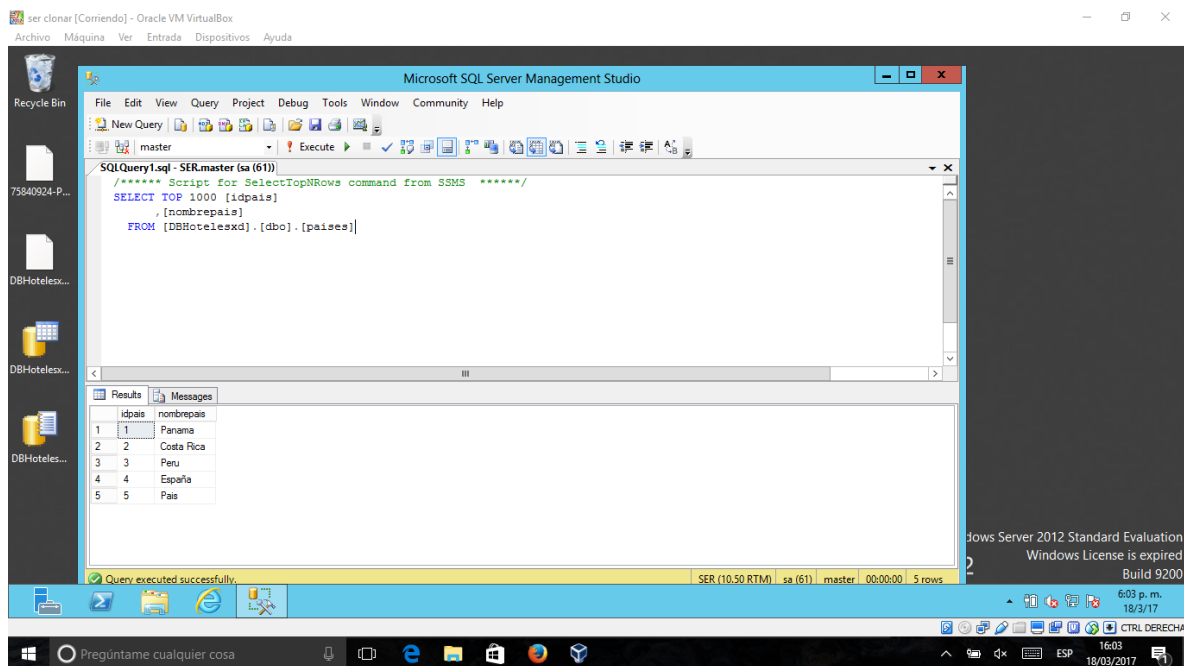 ser clonar [Corriendo] - Oracle VM VirtualBox
Archivo Máquina Ver Entrada Dispositivos Ayuda
Recycle Bin
75840924-P...
DBHotelesx...
DBHotelesx...
DBHoteles...
Microsoft SQL Server Management Studio
File Edit View Query Project Debug Tools Window Community Help
New Query
master Execute
SQLQuery1.sql - SER.master (sa (61))
/****** Script for SelectTopNRows command from SSMS ******/
SELECT TOP 1000 [idpais]
,[nombrepais]
FROM [DBHotelesxd].[dbo].[paises]
Results Messages
idpais nombrepais
1 1 Panama
2 2 Costa Rica
3 3 Peru
4 4 España
5 5 Pais
Query executed successfully. SER (10.50 RTM) sa (61) master 00:00:00 5 rows
dows Server 2012 Standard Evaluation
Windows License is expired
Build 9200
6:03 p. m.
18/3/17
CTRL DERECHA
Pregúntame cualquier cosa
ESP
16:03
18/03/2017